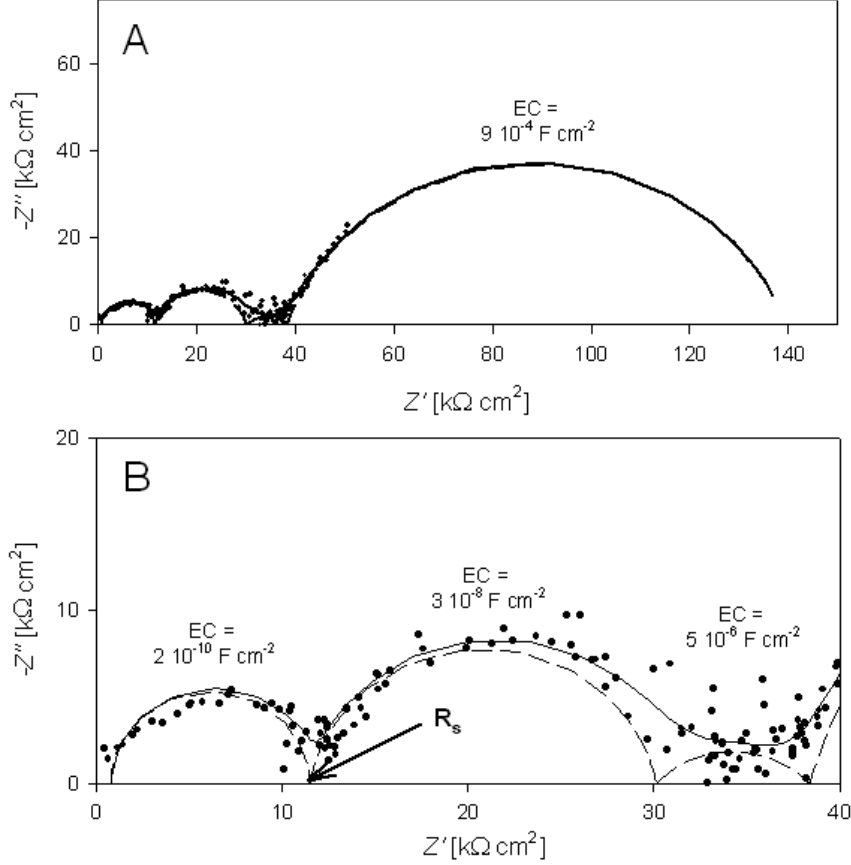 A
60
40
20
0
-Z'' [kΩ cm²]
EC =
9 10⁻⁴ F cm⁻²
0 20 40 60 80 100 120 140
Z' [kΩ cm²]
B
20
10
0
-Z'' [kΩ cm²]
EC =
2 10⁻¹⁰ F cm⁻²
EC =
3 10⁻⁸ F cm⁻²
EC =
5 10⁻⁶ F cm⁻²
Rₛ
0 10 20 30 40
Z' [kΩ cm²]